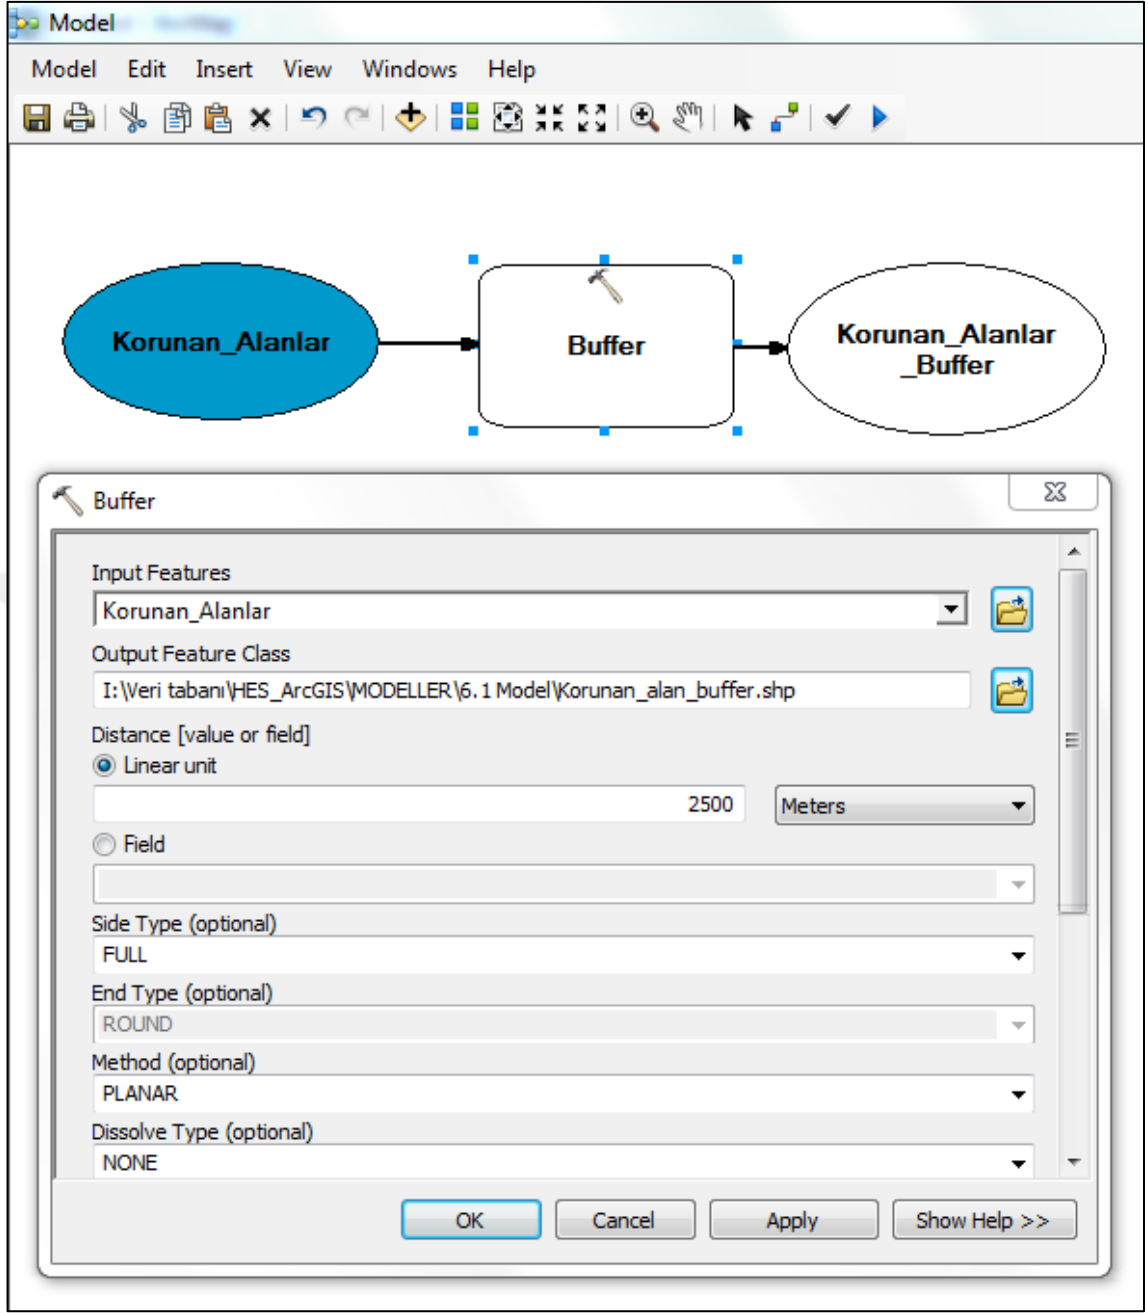 Model
Model Edit Insert View Windows Help
Korunan_Alanlar
Buffer
Korunan_Alanlar
_Buffer
Buffer
Input Features
Korunan_Alanlar
Output Feature Class
I:\Veri tabanı\HES_ArcGIS\MODELLER\6.1 Model\Korunan_alan_buffer.shp
Distance [value or field]
Linear unit
2500 Meters
Field
Side Type (optional)
FULL
End Type (optional)
ROUND
Method (optional)
PLANAR
Dissolve Type (optional)
NONE
OK Cancel Apply Show Help >>